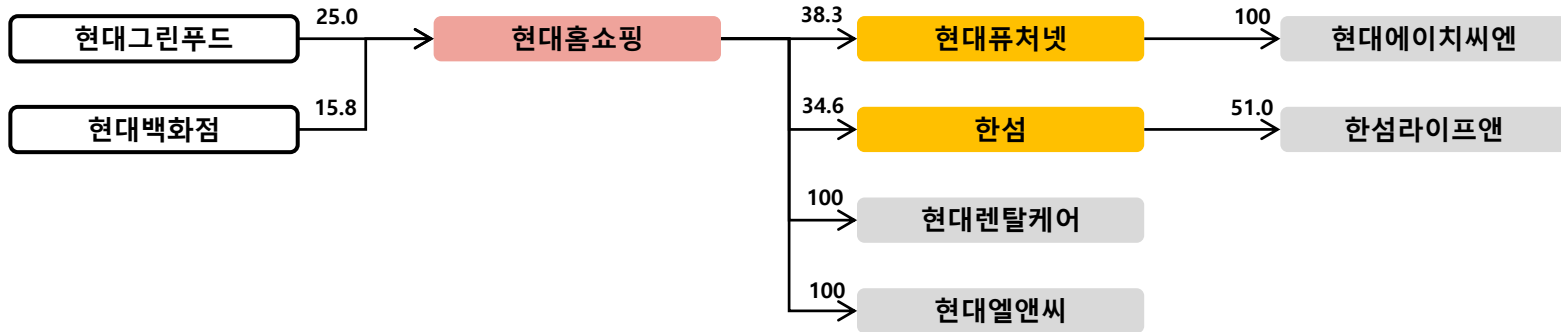 현대그린푸드
25.0
현대홈쇼핑
38.3
현대퓨처넷
100
현대에이치씨엔
현대백화점
15.8
34.6
한섬
51.0
한섬라이프앤
100
현대렌탈케어
100
현대엘앤씨